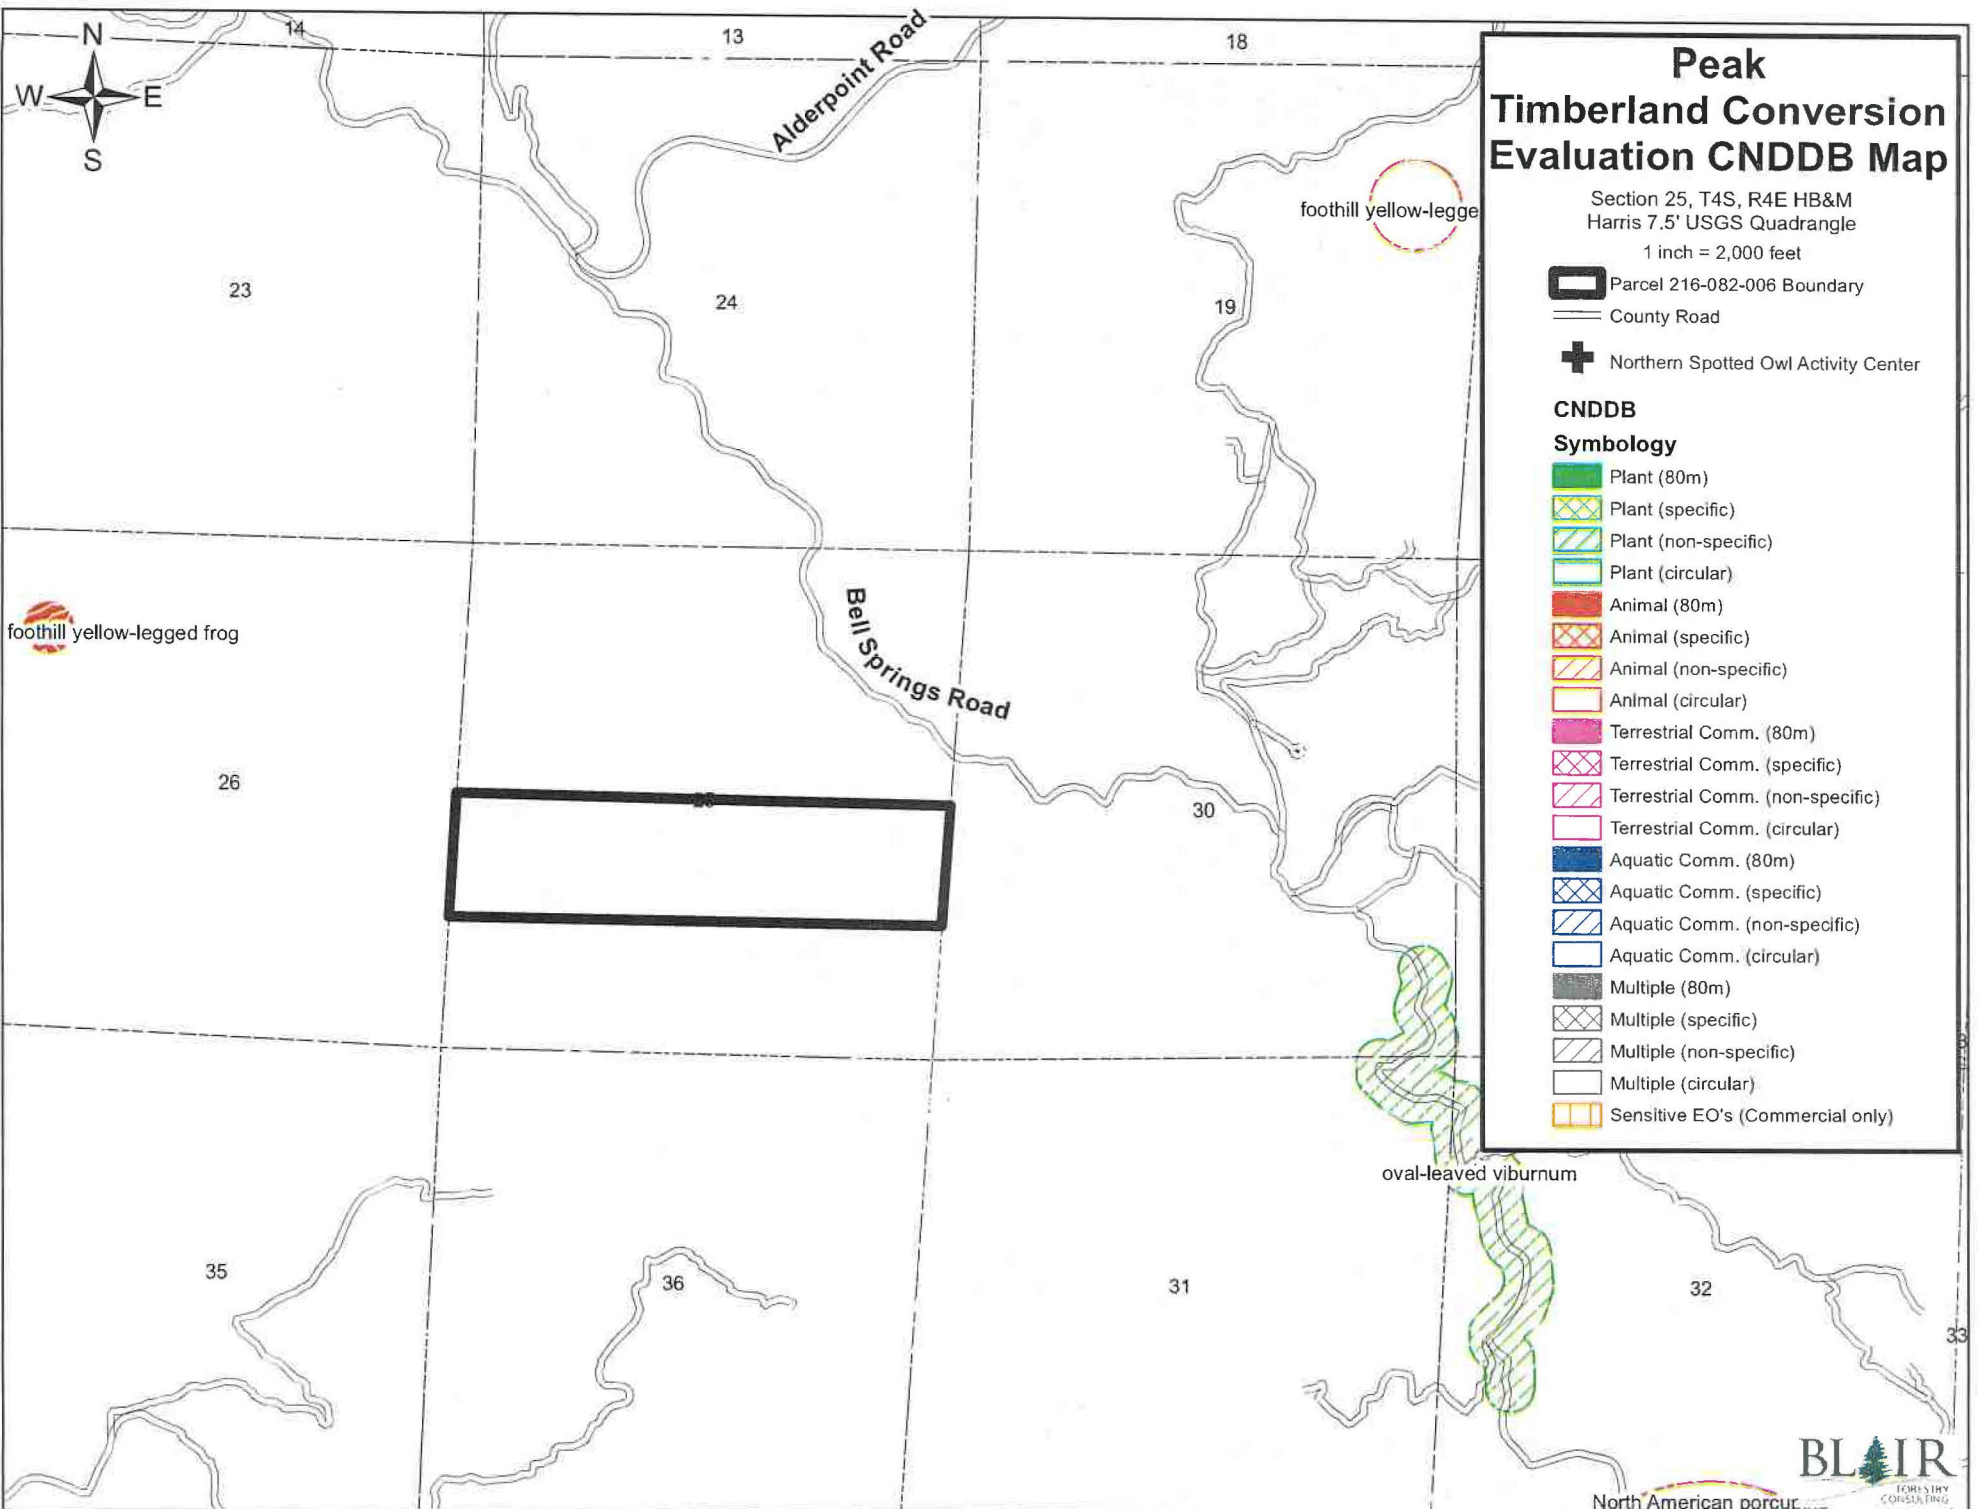 N
W E
S
14
13
18
Alderpoint Road
Peak
Timberland Conversion
Evaluation CNDDB Map
Section 25, T4S, R4E HB&M
Harris 7.5' USGS Quadrangle
1 inch = 2,000 feet
Parcel 216-082-006 Boundary
County Road
Northern Spotted Owl Activity Center
CNDDB
Symbology
Plant (80m)
Plant (specific)
Plant (non-specific)
Plant (circular)
Animal (80m)
Animal (specific)
Animal (non-specific)
Animal (circular)
Terrestrial Comm. (80m)
Terrestrial Comm. (specific)
Terrestrial Comm. (non-specific)
Terrestrial Comm. (circular)
Aquatic Comm. (80m)
Aquatic Comm. (specific)
Aquatic Comm. (non-specific)
Aquatic Comm. (circular)
Multiple (80m)
Multiple (specific)
Multiple (non-specific)
Multiple (circular)
Sensitive EO's (Commercial only)
foothill yellow-legge
23
24
19
foothill yellow-legged frog
Bell Springs Road
26
30
oval-leaved viburnum
35
36
31
32
33
BLAIR
FORESTRY
CONSULTING
North American porcup